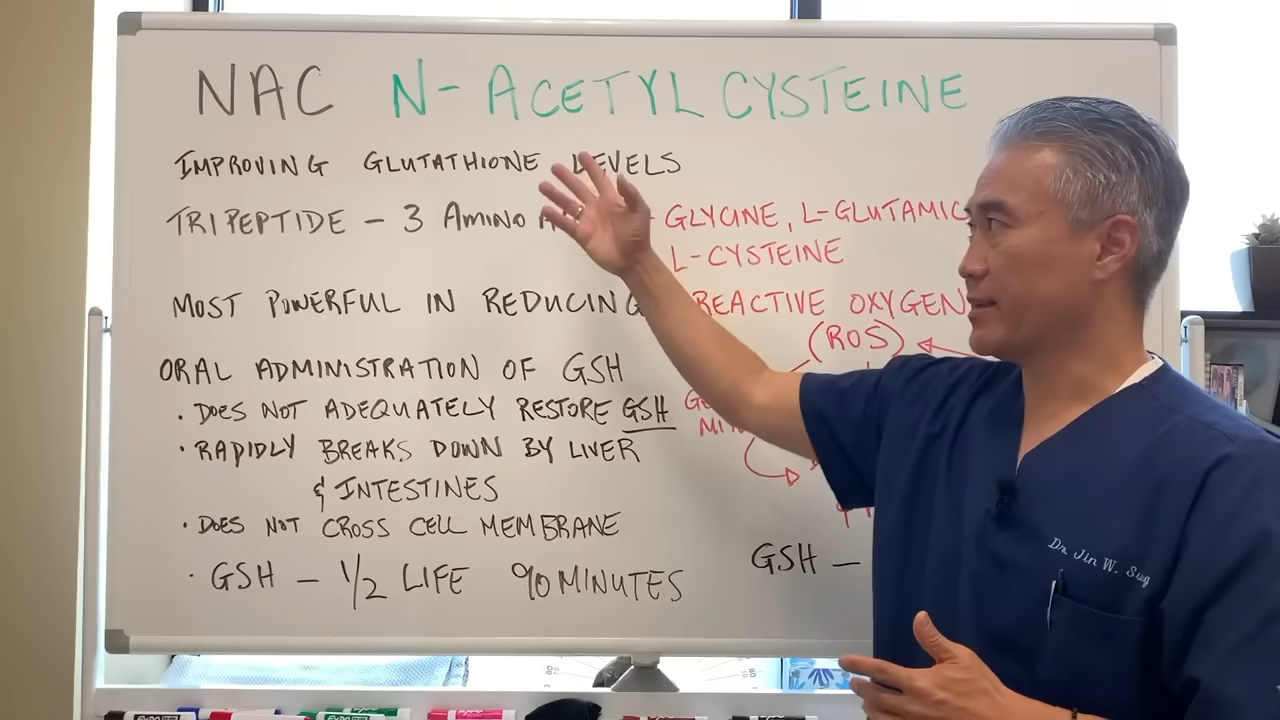 NAC N-ACETYL CYSTEINE
IMPROVING GLUTATHIONE LEVELS
TRIPEPTIDE - 3 AMINO
GLYCINE, L-GLUTAMIC
L-CYSTEINE
MOST POWERFUL IN REDUCING REACTIVE OXYGEN
(ROS)
ORAL ADMINISTRATION OF GSH
• DOES NOT ADEQUATELY RESTORE GSH
• RAPIDLY BREAKS DOWN BY LIVER
& INTESTINES
• DOES NOT CROSS CELL MEMBRANE
• GSH - 1/2 LIFE 90 MINUTES
GSH -
Dr. Jin W. Sung